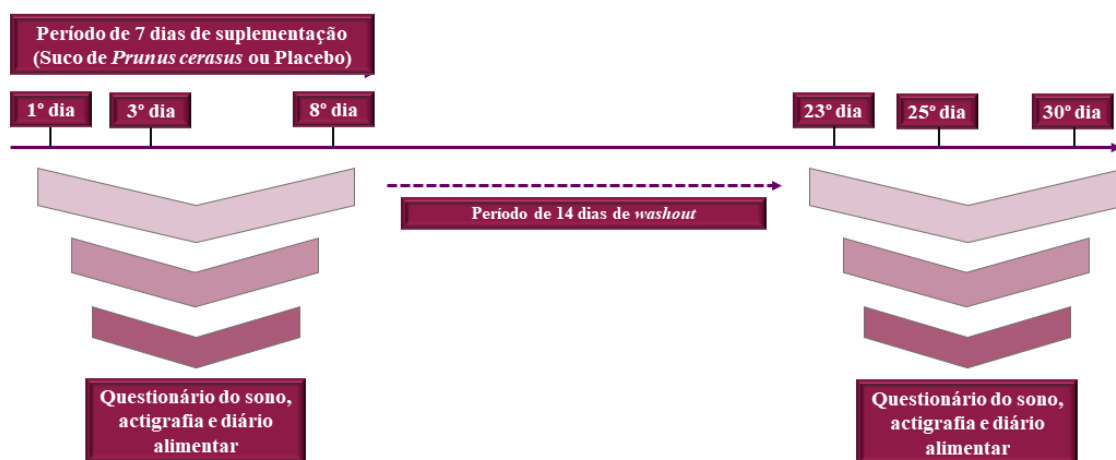 Período de 7 dias de suplementação
(Suco de Prunus cerasus ou Placebo)
1º dia
3º dia
8º dia
23º dia
25º dia
30º dia
Período de 14 dias de washout
Questionário do sono,
actigrafia e diário
alimentar
Questionário do sono,
actigrafia e diário
alimentar